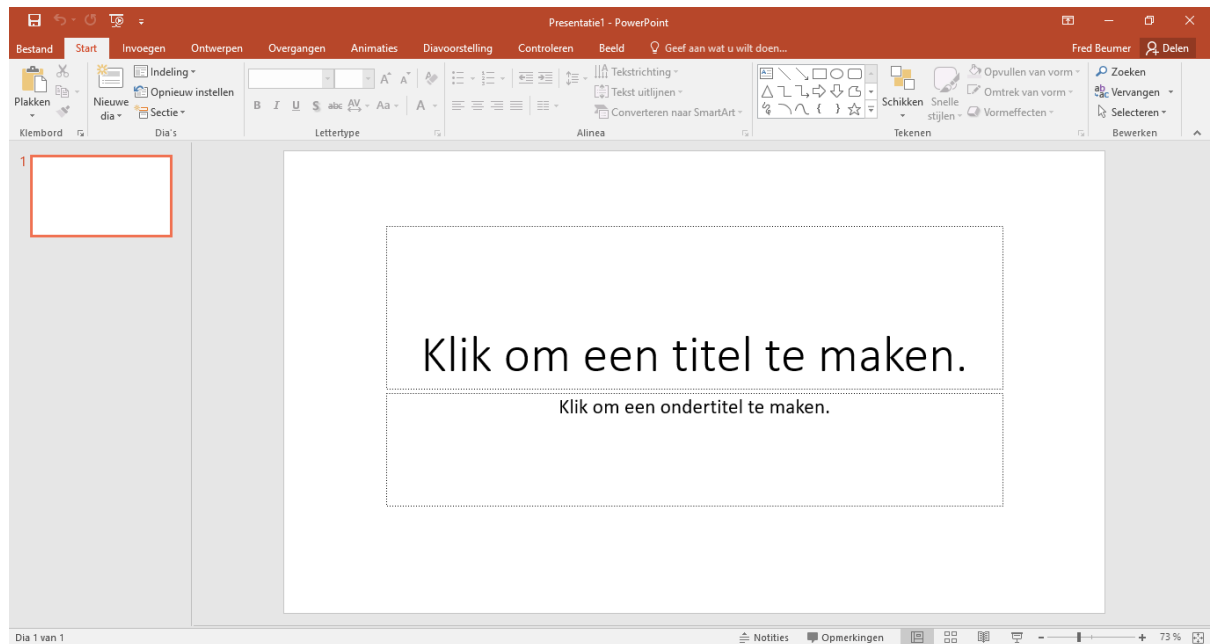 Presentatie1 - PowerPoint
Bestand Start Invoegen Ontwerpen Overgangen Animaties Diavoorstelling Controleren Beeld Geef aan wat u wilt doen... Fred Beumer Delen
Plakken
Klembord
Nieuwe dia
Indeling
Opnieuw instellen
Sectie
Dia's
B I U S abc AV Aa A
A A
Lettertype
Tekstrichting
Tekst uitlijnen
Converteren naar SmartArt
Alinea
Schikken
Snelle stijlen
Opvullen van vorm
Omtrek van vorm
Vormeffecten
Tekenen
Zoeken
Vervangen
Selecteren
Bewerken
1
Klik om een titel te maken.
Klik om een ondertitel te maken.
Dia 1 van 1 Notities Opmerkingen 73 %